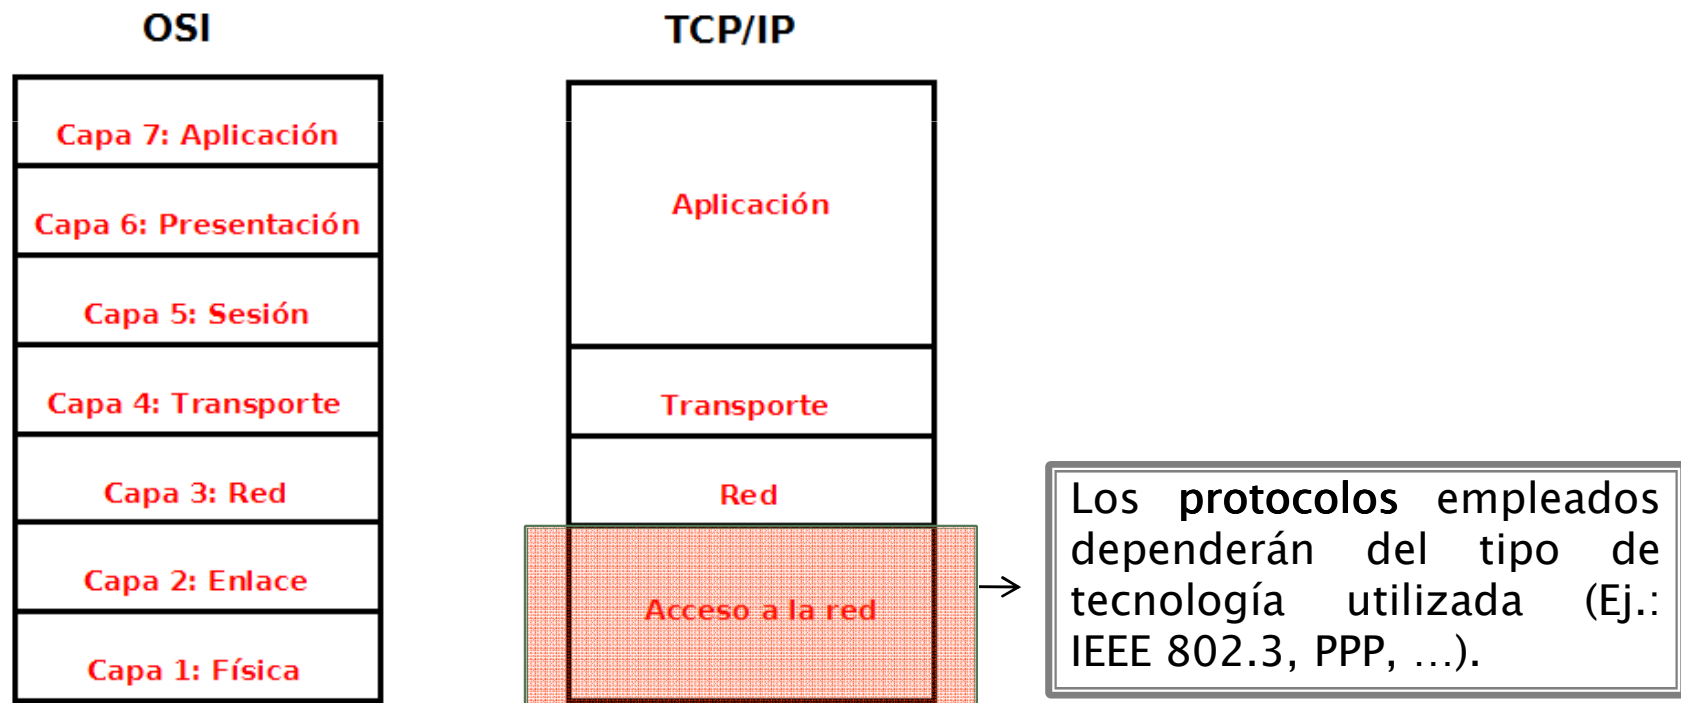 OSI
Capa 7: Aplicación
Capa 6: Presentación
Capa 5: Sesión
Capa 4: Transporte
Capa 3: Red
Capa 2: Enlace
Capa 1: Física
TCP/IP
Aplicación
Transporte
Red
Acceso a la red
Los protocolos empleados
dependerán del tipo de
tecnología utilizada (Ej.:
IEEE 802.3, PPP, …).